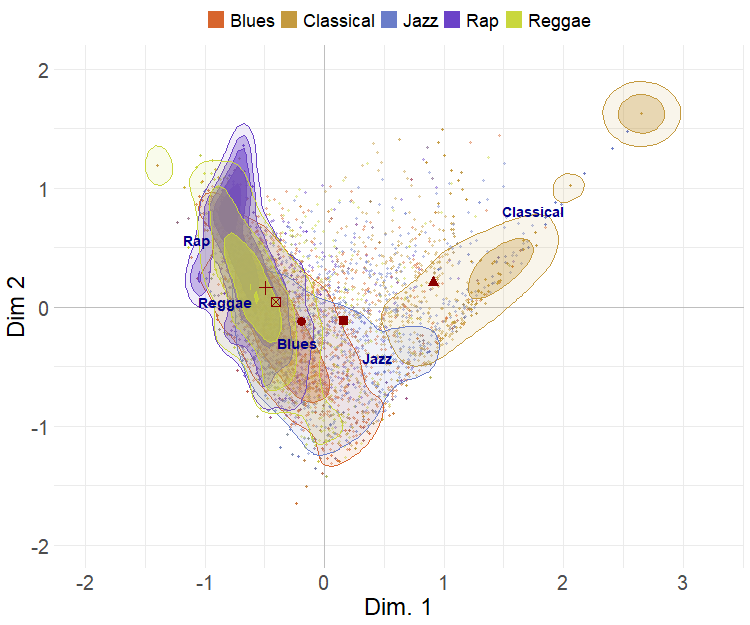 Blues Classical Jazz Rap Reggae
2
Classical
1
Rap
Reggae
0
Blues
Jazz
-1
-2
Dim 2
-2 -1 0 1 2 3
Dim. 1